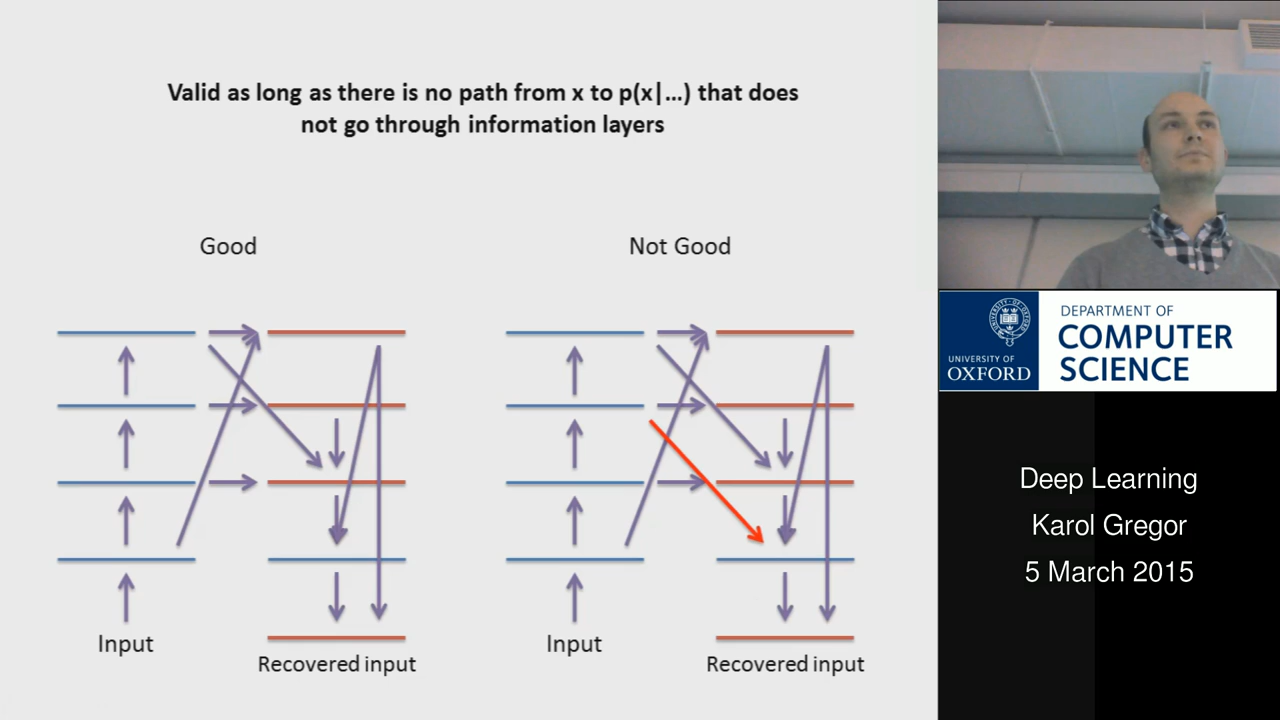 Valid as long as there is no path from x to p(x|...) that does
not go through information layers
Good
Not Good
Input
Recovered input
Input
Recovered input
UNIVERSITY OF
OXFORD
DEPARTMENT OF
COMPUTER
SCIENCE
Deep Learning
Karol Gregor
5 March 2015